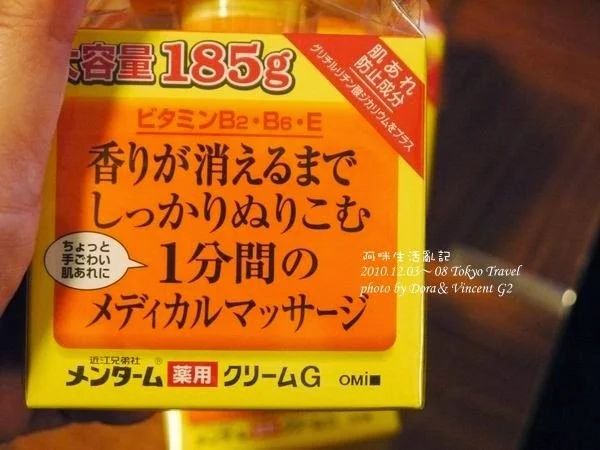 大容量185g
肌あれ
防止成分
グリチルリチン酸ジカリウムをプラス
ビタミンB2・B6・E
香りが消えるまで
しっかりぬりこむ
ちょっと
手ごわい
肌あれに
1分間の
メディカルマッサージ
阿咪生活亂記
2010.12.03~08 Tokyo Travel
photo by Dora & Vincent G2
近江兄弟社
メンターム® 薬用 クリームG OMI